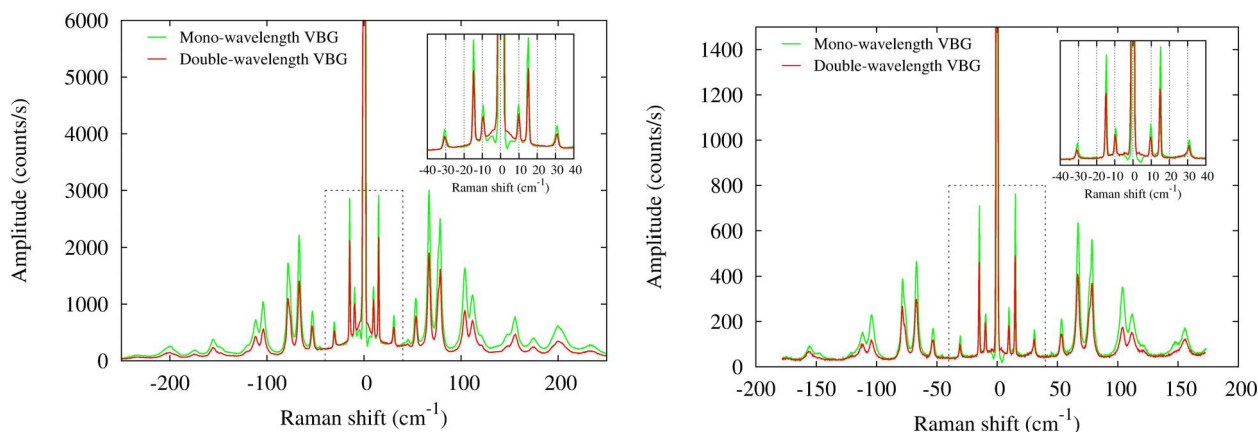 6000
5000
4000
3000
2000
1000
0
Amplitude (counts/s)
Mono-wavelength VBG
Double-wavelength VBG
-40 -30 -20 -10 0 10 20 30 40
Raman shift (cm-1)
-100 0 100 200
Raman shift (cm-1)
1400
1200
1000
800
600
400
200
0
Amplitude (counts/s)
Mono-wavelength VBG
Double-wavelength VBG
-40 -30 -20 -10 0 10 20 30 40
Raman shift (cm-1)
-200 -150 -100 -50 0 50 100 150 200
Raman shift (cm-1)